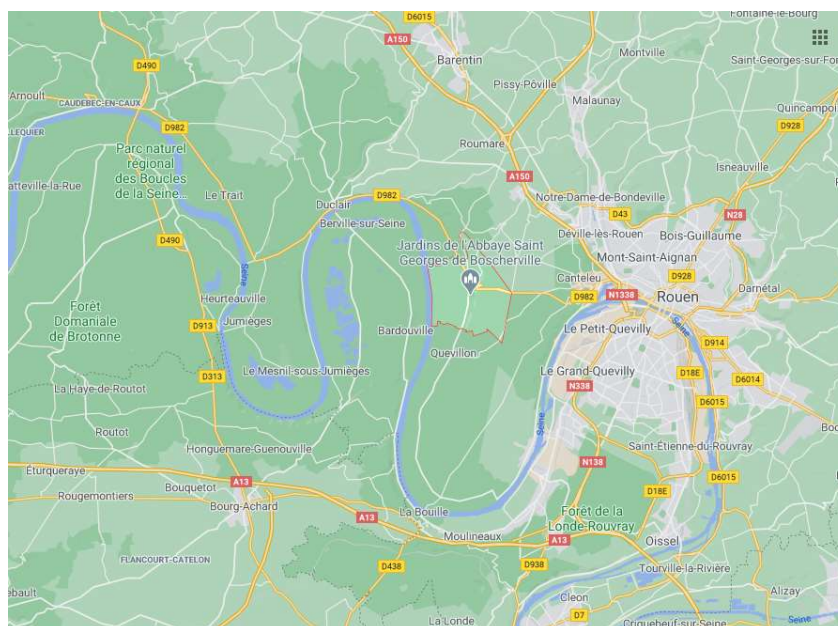 D6015
Fontaine-le-Bourg
A150
Barentin
Montville
Saint-Georges-sur-Fon
D490
Pissy-Pôville
Arnoult
CAUDEBEC-EN-CAUX
Malaunay
Quincampoi
D982
D928
LLEQUIER
Roumare
Parc naturel
régional
des Boucles
de la Seine...
Isneauville
atteville-la-Rue
Le Trait
A150
D982
Notre-Dame-de-Bondeville
Duclair
D43
N28
Berville-sur-Seine
Déville-lès-Rouen
Bois-Guillaume
D490
Jardins de l'Abbaye Saint
Georges de Boscherville
Mont-Saint-Aignan
Seine
Canteleu
D928
Darnétal
Heurteauville
D982
N1338
Rouen
Forêt
Domaniale
de Brotonne
Jumièges
D913
Bardouville
Le Petit-Quevilly
Seine
D914
Quévillon
D313
Le Mesnil-sous-Jumièges
Le Grand-Quevilly
D18E
D6014
La Haye-de-Routot
N338
D6015
Seine
Routot
Honguemare-Guenouville
Saint-Étienne-du-Rouvray
Éturqueraye
N138
D6015
Bouquetot
A13
D18E
Rougemontiers
Bourg-Achard
La Bouille
Forêt de la
Londe-Rouvray
A13
Moulineaux
A13
Oissel
FLANCOURT-CATELON
D438
D938
Tourville-la-Rivière
Cleon
Alizay
La Londe
D7
Criquebeuf-sur-Seine
Seine